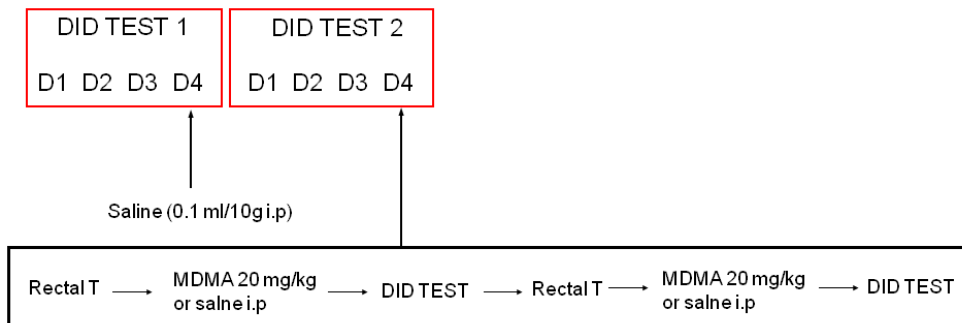 DID TEST 1
DID TEST 2
D1 D2 D3 D4
D1 D2 D3 D4
Saline (0.1 ml/10g i.p)
Rectal T
MDMA 20 mg/kg
or salne i.p
DID TEST
Rectal T
MDMA 20 mg/kg
or salne i.p
DID TEST